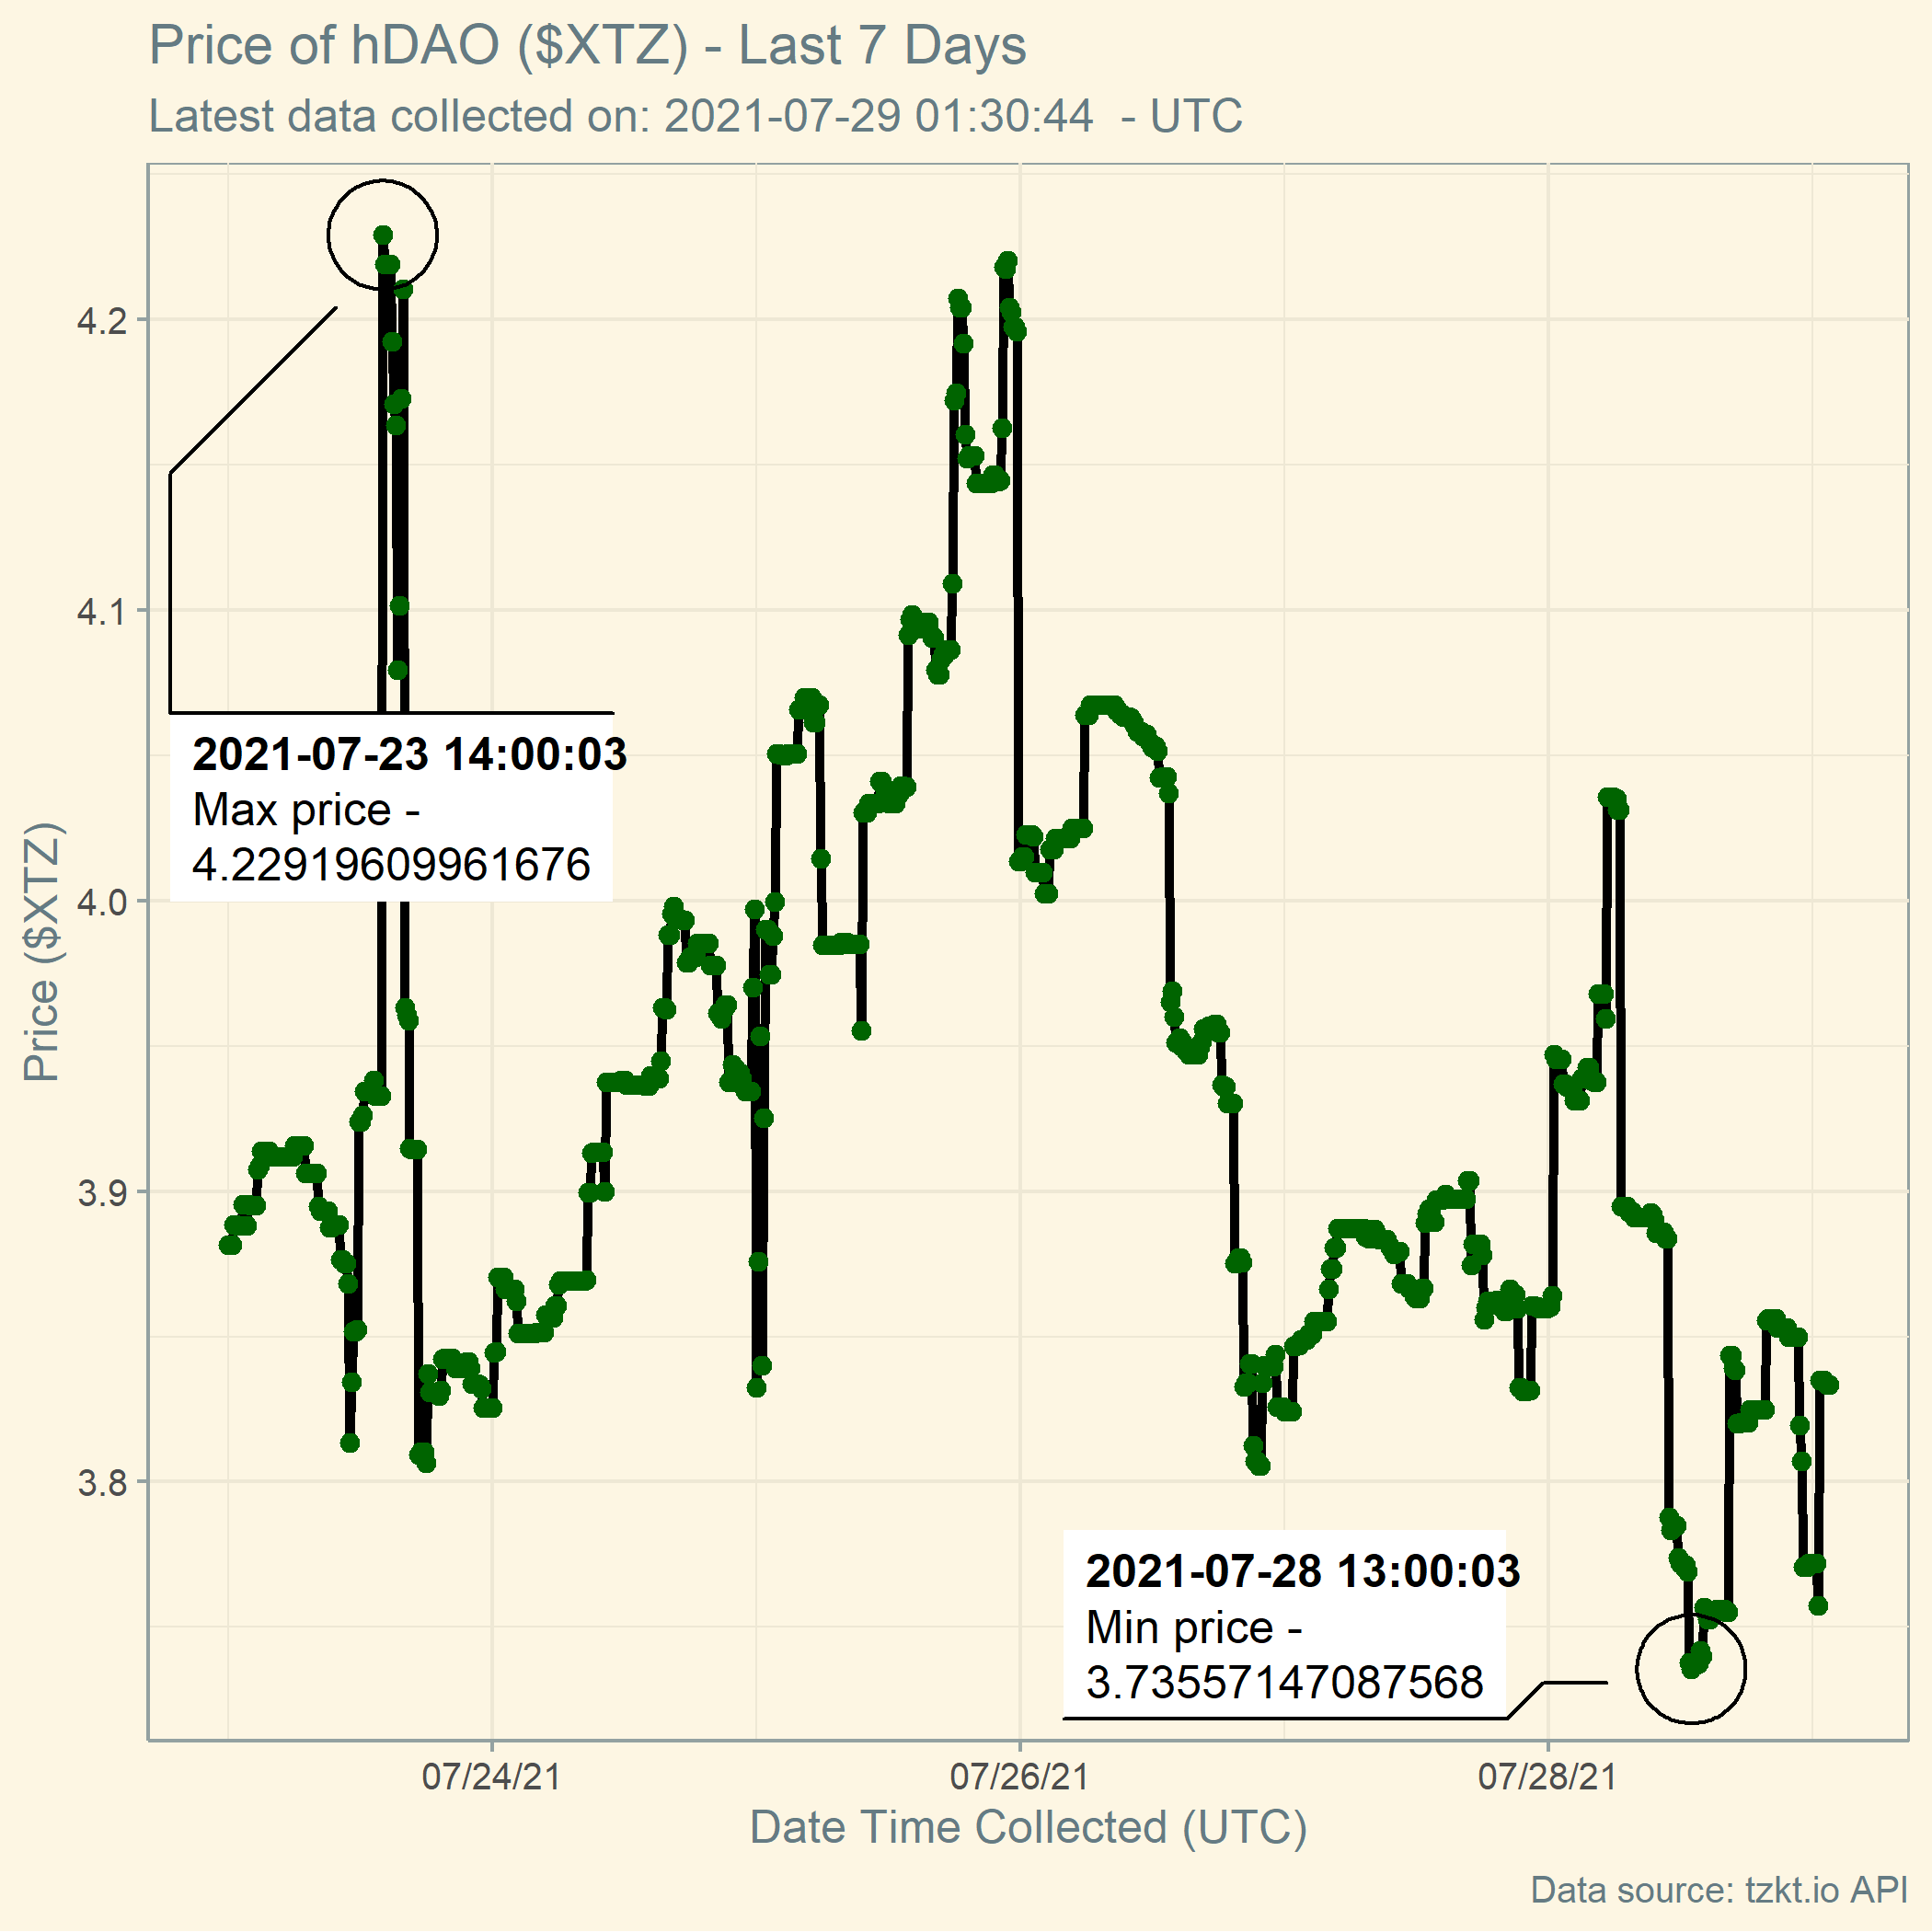 Price of hDAO ($XTZ) - Last 7 Days
Latest data collected on: 2021-07-29 01:30:44  - UTC
4.2
4.1
4.0
3.9
3.8
Price ($XTZ)
2021-07-23 14:00:03
Max price -
4.22919609961676
2021-07-28 13:00:03
Min price -
3.73557147087568
07/24/21
07/26/21
07/28/21
Date Time Collected (UTC)
Data source: tzkt.io API